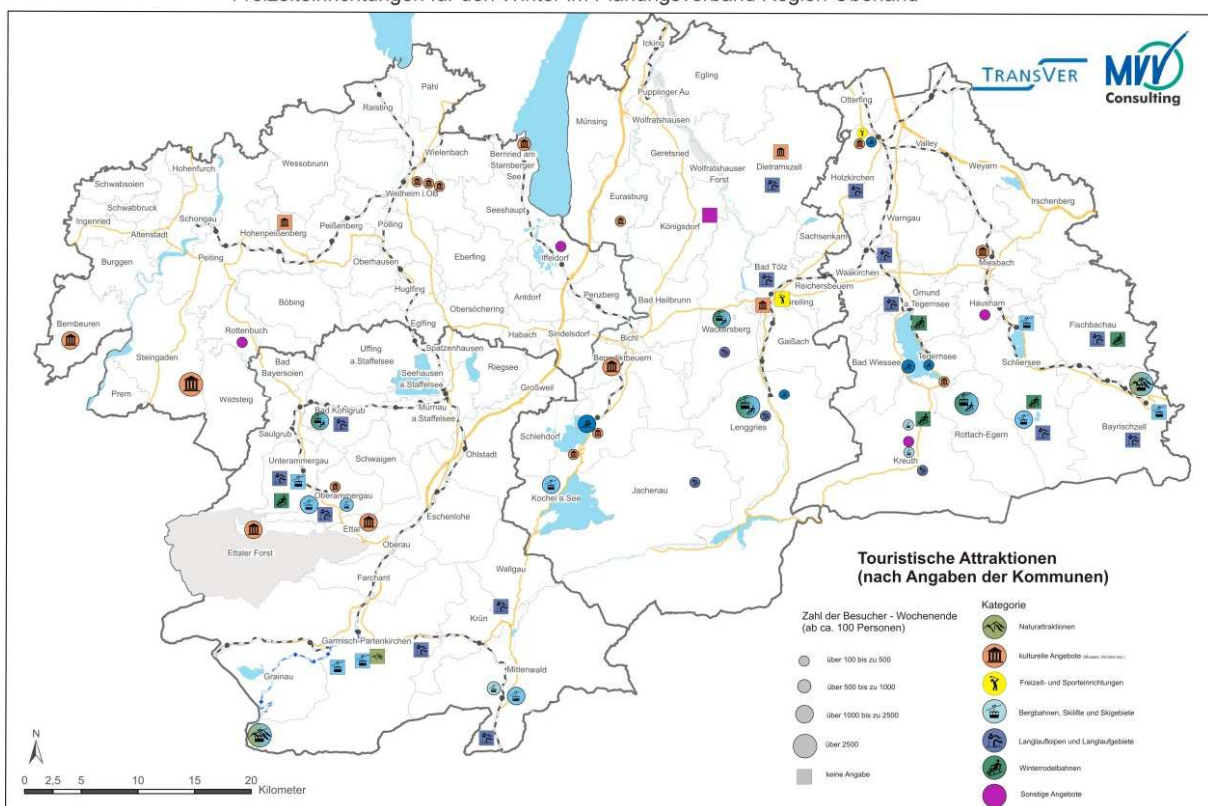 Freizeiteinrichtungen für den Winter im Planungsverband Region Oberland
TRANSVER
MVV
Consulting
Icking
Egling
Pähl
Pupplinger Au
Otterfing
Raisting
Münsing
Wolfratshausen
Valley
Wielenbach
Bernried am
Starnberger
See
Geretsried
Wolfratshauser
Forst
Dietramszell
Weyarn
Hohenfurch
Wessobrunn
Schwabsoien
Weilheim i.OB
Eurasburg
Holzkirchen
Irschenberg
Schwabbruck
Ingenried
Schongau
Seeshaupt
Königsdorf
Warngau
Altenstadt
Hohenpeißenberg
Peißenberg
Polling
Iffeldorf
Sachsenkam
Miesbach
Peiting
Burggen
Oberhausen
Eberfing
Bad Tölz
Waakirchen
Reichersbeuern
Huglfing
Antdorf
Penzberg
Bad Heilbrunn
Greiling
Gmund
a.Tegernsee
Hausham
Böbing
Obersöchering
Fischbachau
Bernbeuren
Rottenbuch
Eglfing
Habach
Sindelsdorf
Bichl
Wackersberg
Gaißach
Steingaden
Uffing
a.Staffelsee
Spatzenhausen
Benediktbeuern
Bad Wiessee
Tegernsee
Schliersee
Bad
Bayersoien
Seehausen
a.Staffelsee
Riegsee
Großweil
Prem
Wildsteig
Bad Kohlgrub
Murnau
a.Staffelsee
Schlehdorf
Lenggries
Rottach-Egern
Bayrischzell
Saulgrub
Ohlstadt
Unterammergau
Schwaigen
Kreuth
Oberammergau
Kochel a.See
Jachenau
Ettal
Eschenlohe
Ettaler Forst
Oberau
Wallgau
Farchant
Krün
Garmisch-Partenkirchen
Grainau
Mittenwald
Touristische Attraktionen
(nach Angaben der Kommunen)
Zahl der Besucher - Wochenende
(ab ca. 100 Personen)
über 100 bis zu 500
über 500 bis zu 1000
über 1000 bis zu 2500
über 2500
keine Angabe
Kategorie
Naturattraktionen
kulturelle Angebote (Museen, Kirchen etc.)
Freizeit- und Sporteinrichtungen
Bergbahnen, Skilifte und Skigebiete
Langlaufloipen und Langlaufgebiete
Winterrodelbahnen
Sonstige Angebote
N
0 2,5 5 10 15 20
Kilometer